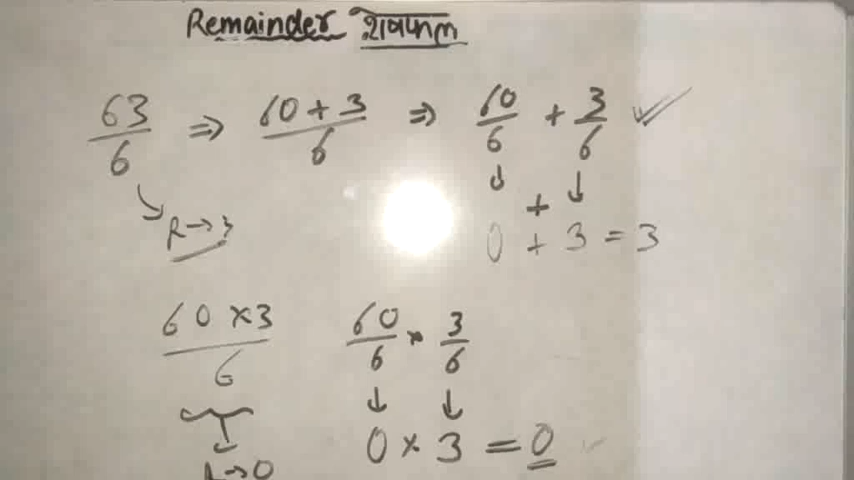 Remainder
63/6 ⇒ 60+3/6 ⇒ 60/6 + 3/6 ✓
↓ + ↓
R→3 0 + 3 = 3
60×3/6 60/6 × 3/6
↓ ↓
0 × 3 = 0
R→0